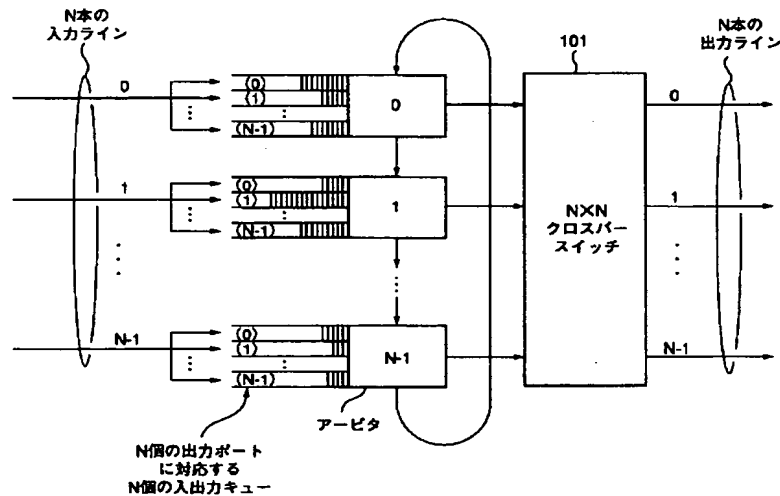 N本の
入力ライン
101
N本の
出力ライン
0
(0)
(1)
⋮
(N-1)
0
0
1
(0)
(1)
⋮
(N-1)
1
N×N
クロスバー
スイッチ
1
N-1
(0)
(1)
⋮
(N-1)
N-1
N-1
アービタ
N個の出力ポート
に対応する
N個の入出力キュー